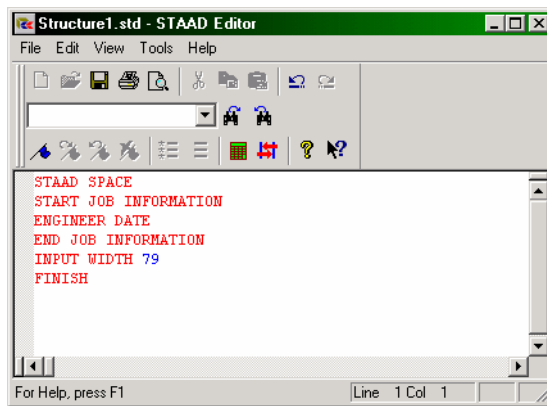 Structure1.std - STAAD Editor
File Edit View Tools Help
STAAD SPACE
START JOB INFORMATION
ENGINEER DATE
END JOB INFORMATION
INPUT WIDTH 79
FINISH
For Help, press F1
Line 1 Col 1